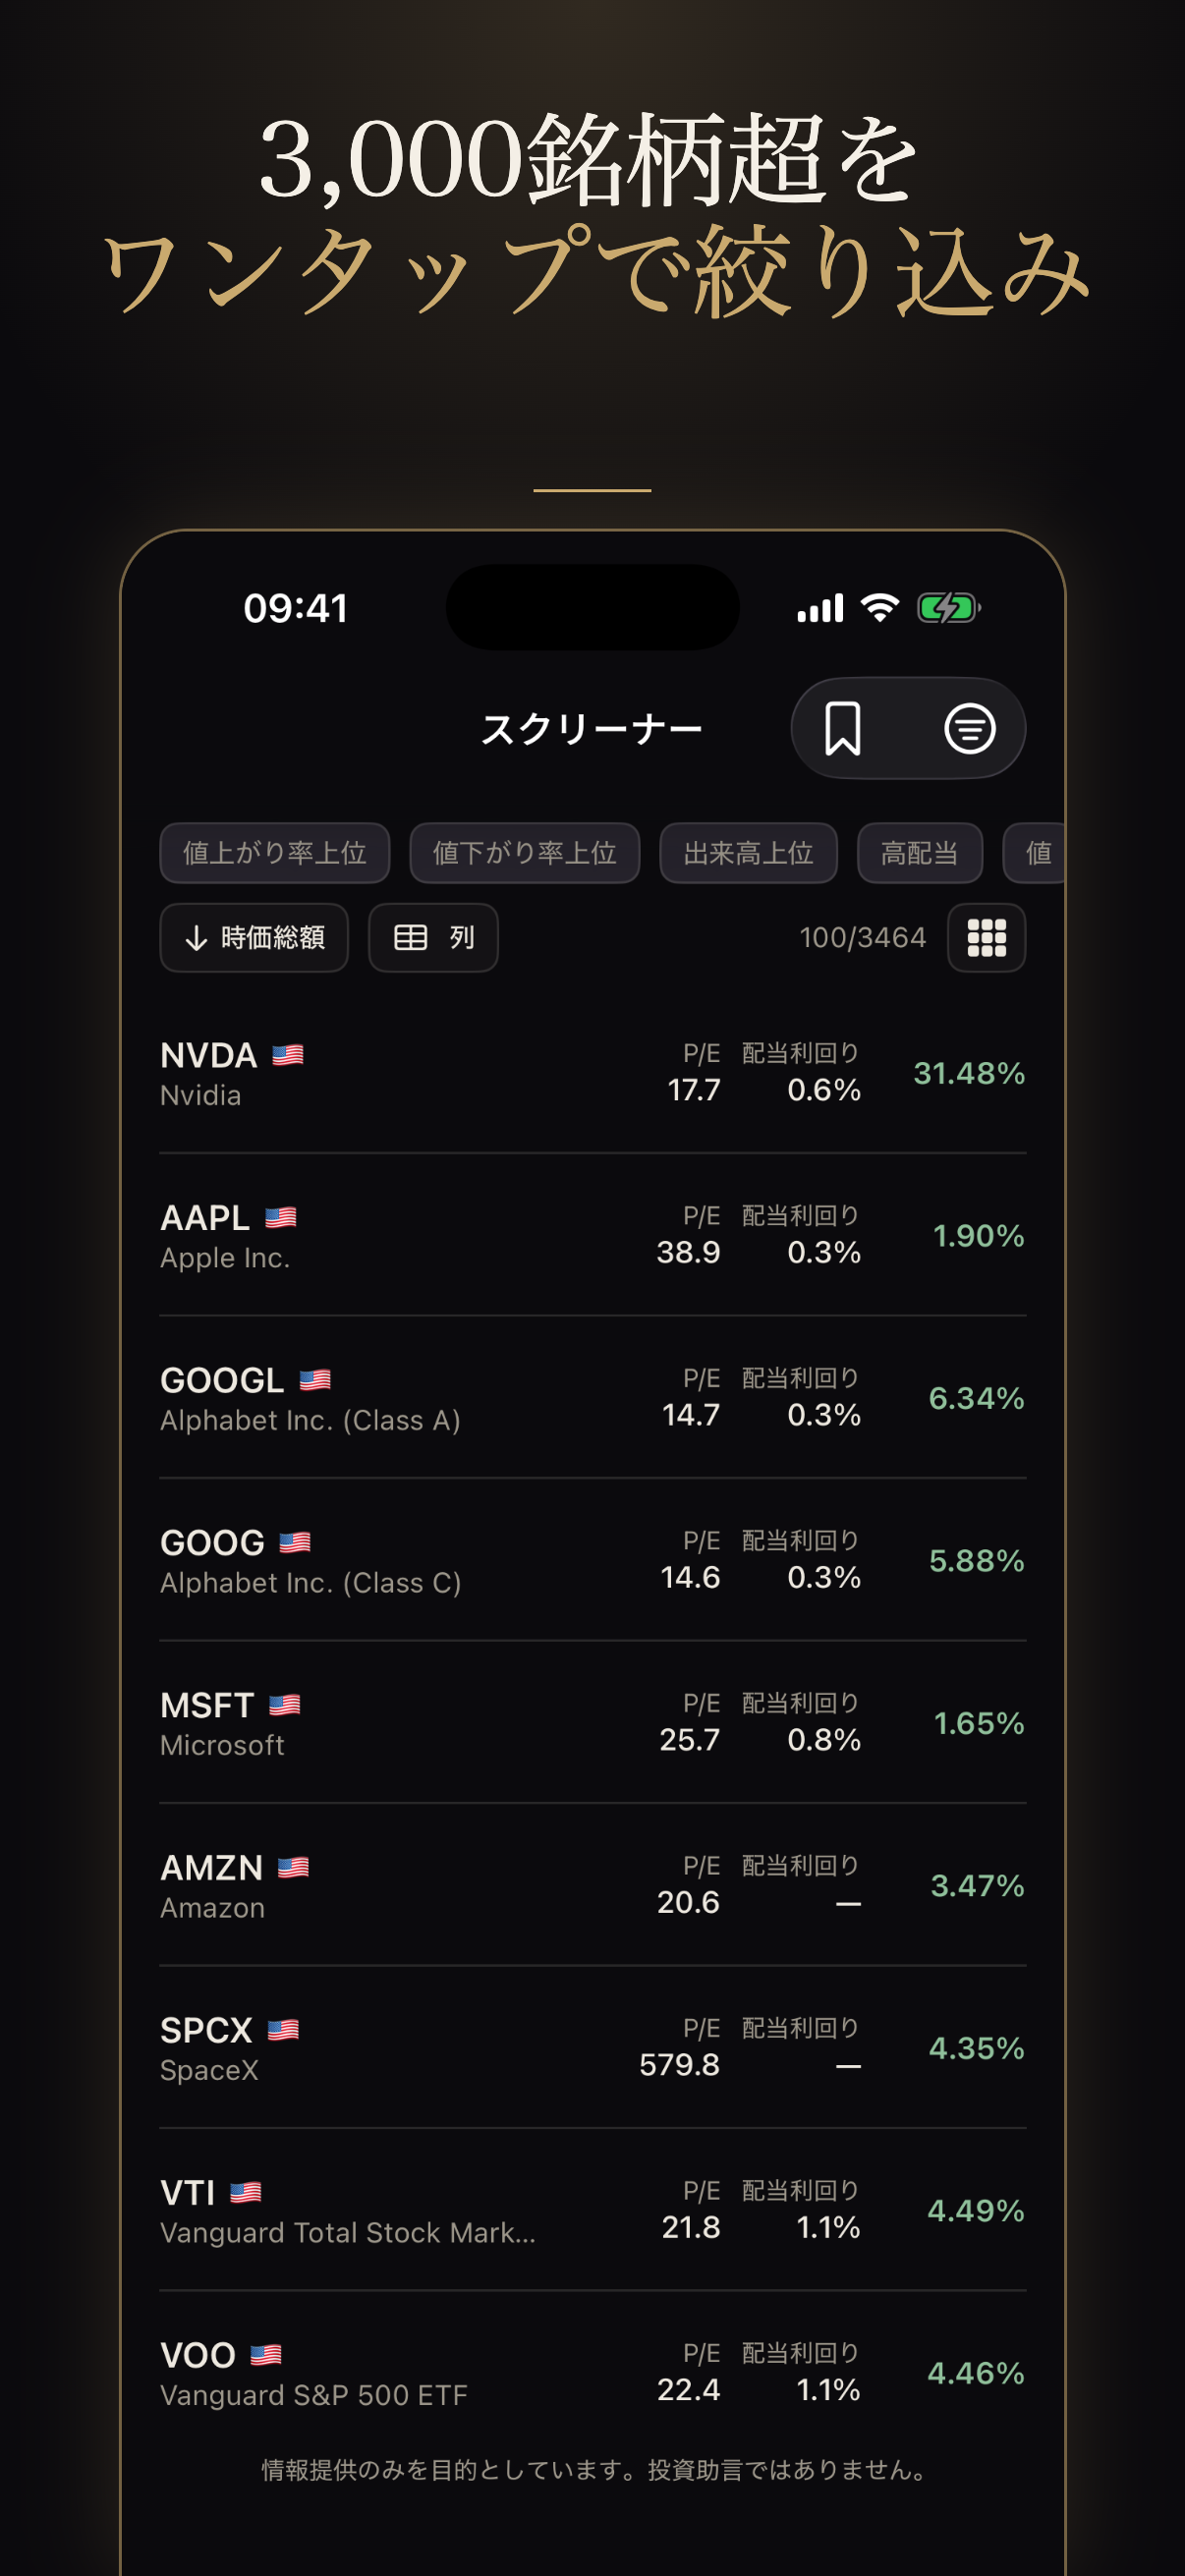 3,000銘柄超を
ワンタップで絞り込み
09:41
スクリーナー
値上がり率上位 値下がり率上位 出来高上位 高配当 値
時価総額 列 100/3464
NVDA P/E 配当利回り 31.48%
Nvidia 17.7 0.6%
AAPL P/E 配当利回り 1.90%
Apple Inc. 38.9 0.3%
GOOGL P/E 配当利回り 6.34%
Alphabet Inc. (Class A) 14.7 0.3%
GOOG P/E 配当利回り 5.88%
Alphabet Inc. (Class C) 14.6 0.3%
MSFT P/E 配当利回り 1.65%
Microsoft 25.7 0.8%
AMZN P/E 配当利回り 3.47%
Amazon 20.6 —
SPCX P/E 配当利回り 4.35%
SpaceX 579.8 —
VTI P/E 配当利回り 4.49%
Vanguard Total Stock Mark... 21.8 1.1%
VOO P/E 配当利回り 4.46%
Vanguard S&P 500 ETF 22.4 1.1%
情報提供のみを目的としています。投資助言ではありません。